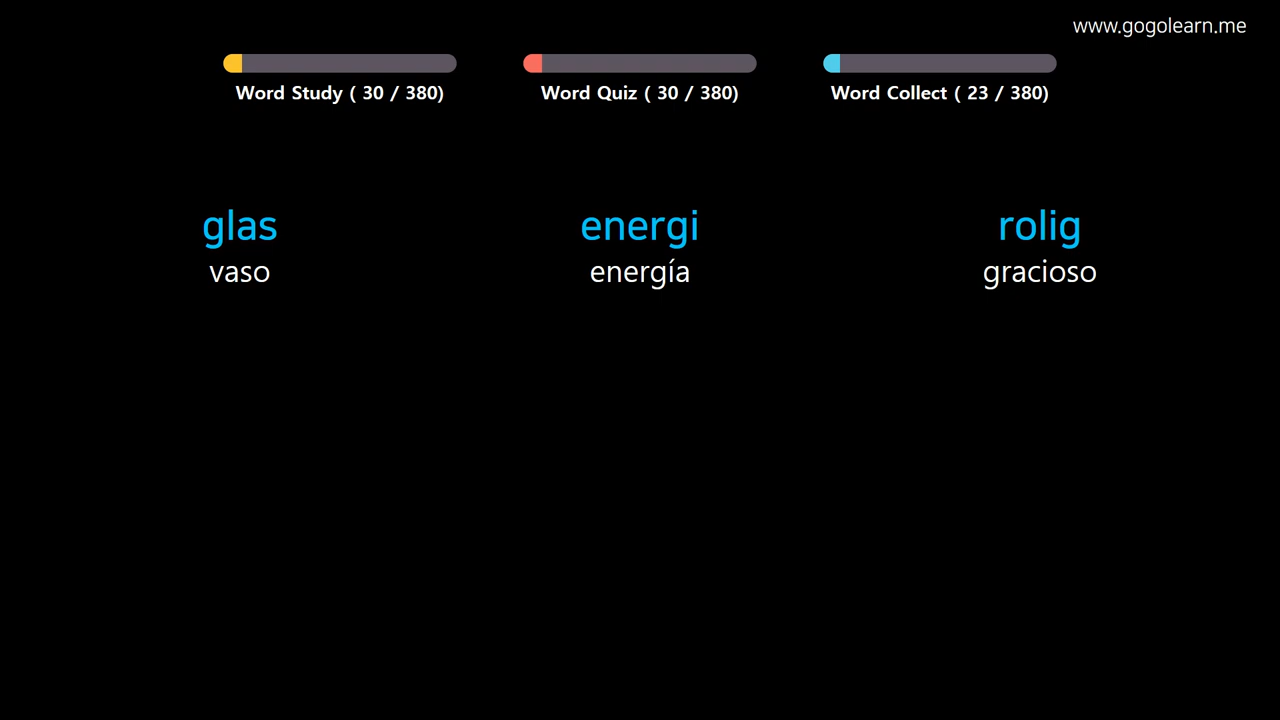 www.gogolearn.me
Word Study ( 30 / 380)
Word Quiz ( 30 / 380)
Word Collect ( 23 / 380)
glas
vaso
energi
energía
rolig
gracioso